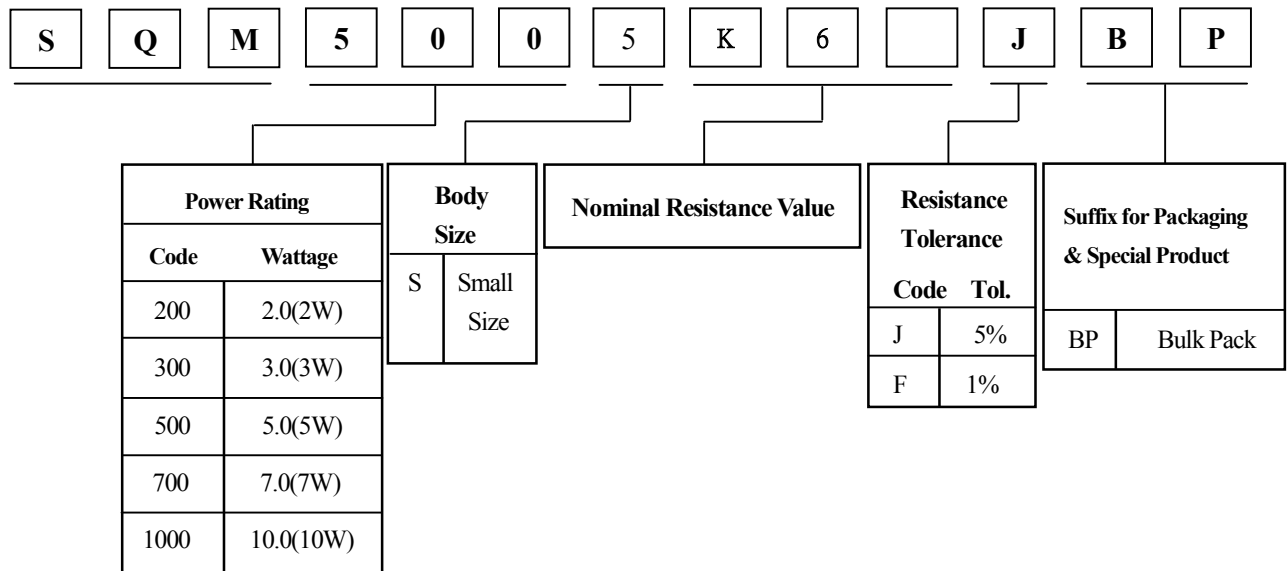 S Q M 5 0 0 5 K 6 J B P
Power Rating
Code Wattage
200 2.0(2W)
300 3.0(3W)
500 5.0(5W)
700 7.0(7W)
1000 10.0(10W)
Body
Size
S Small
Size
Nominal Resistance Value
Resistance
Tolerance
Code Tol.
J 5%
F 1%
Suffix for Packaging
& Special Product
BP Bulk Pack